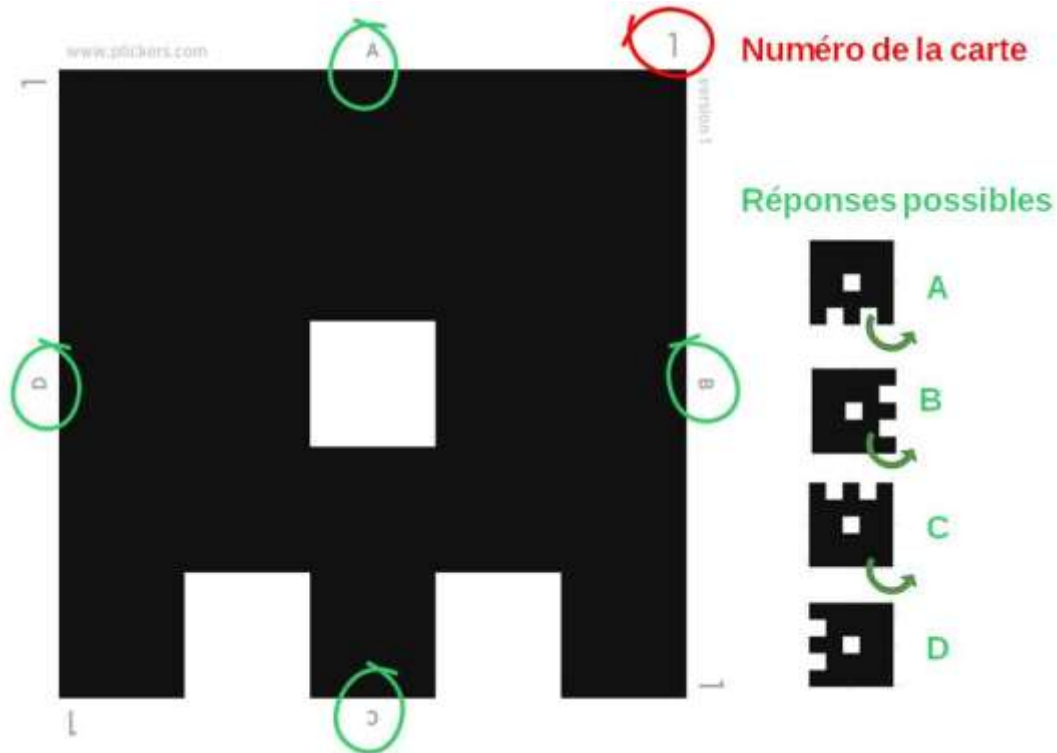 www.plickers.com
A
1
Numéro de la carte
1
version 1
Réponses possibles
A
D
B
B
C
D
1
C
1